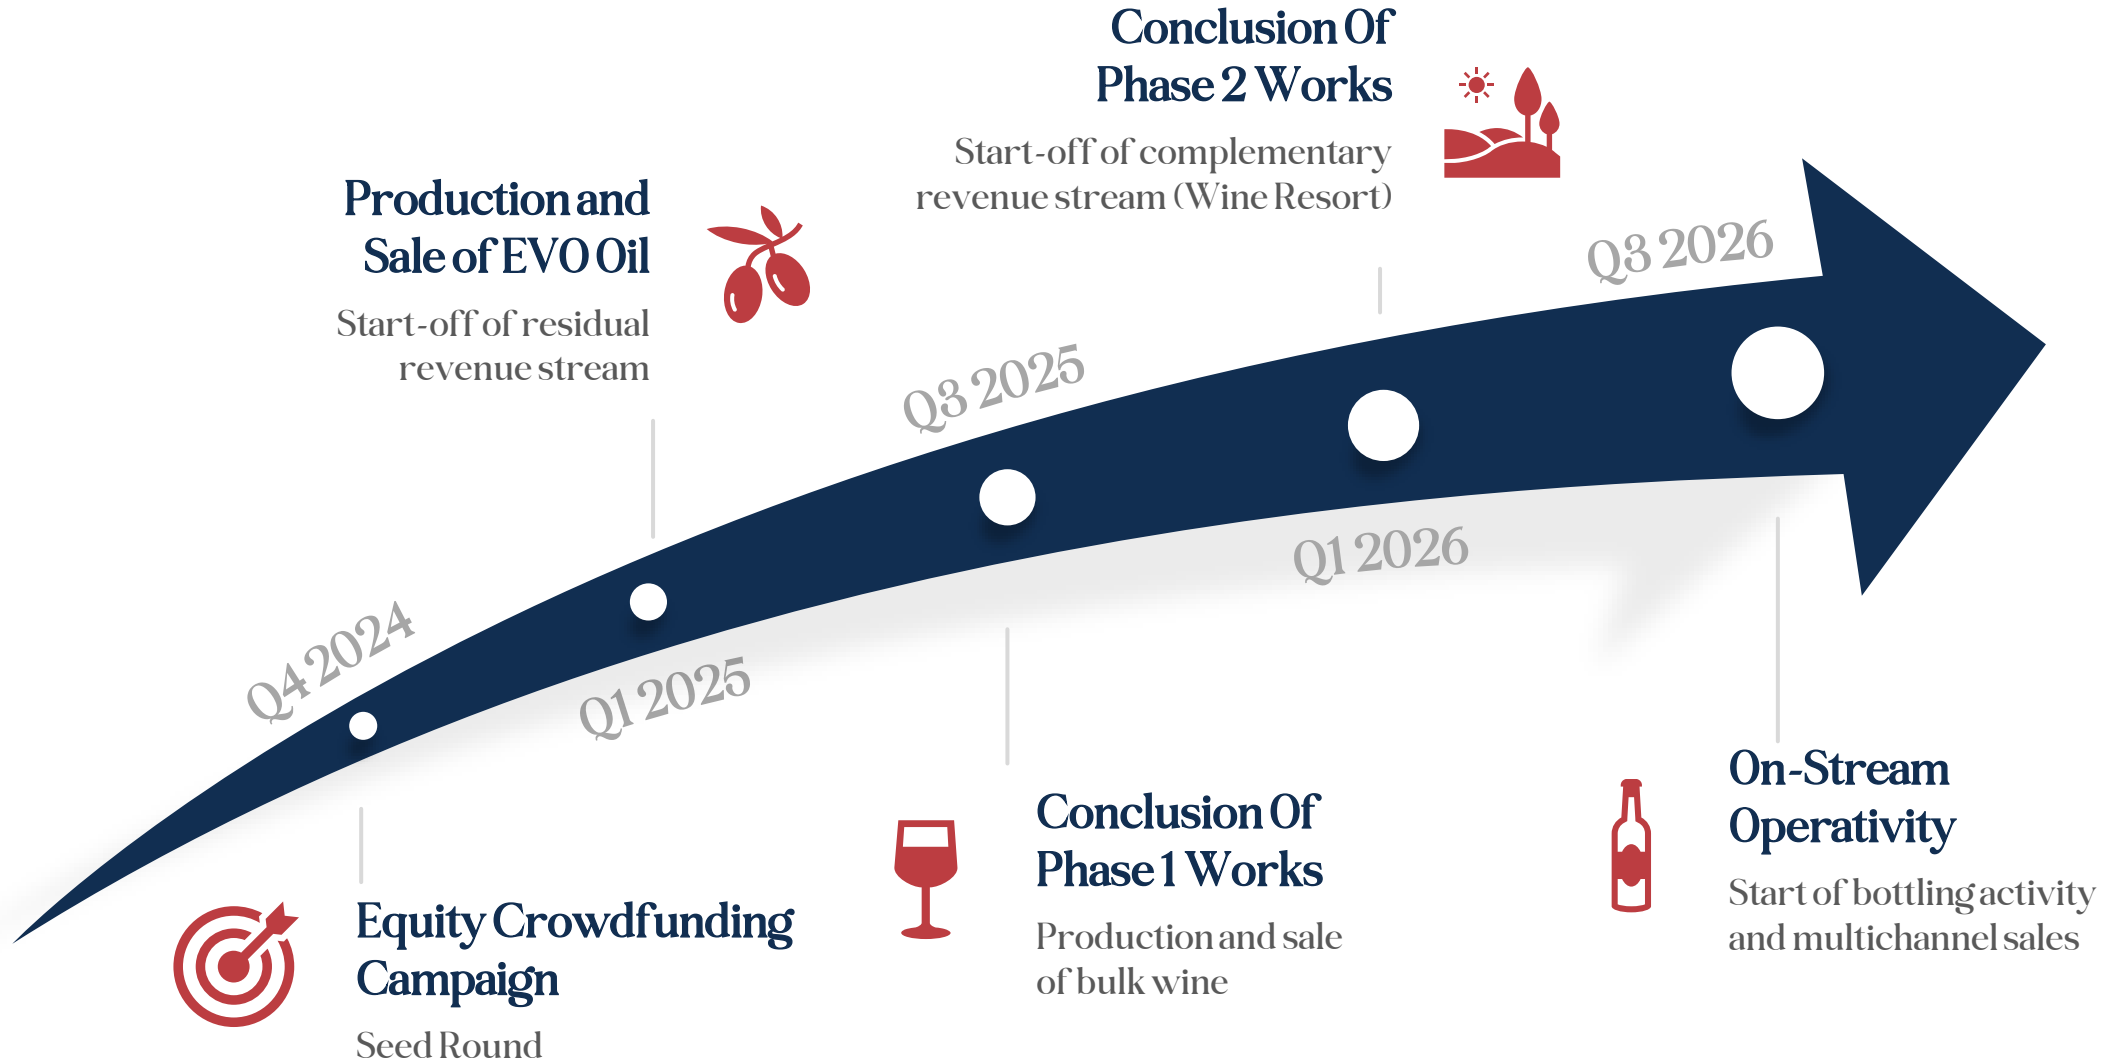 Conclusion Of
Phase 2 Works
Start-off of complementary
revenue stream (Wine Resort)
Production and
Sale of EVO Oil
Start-off of residual
revenue stream
Q3 2026
Q3 2025
Q1 2026
Q4 2024
Q1 2025
On-Stream
Operativity
Start of bottling activity
and multichannel sales
Conclusion Of
Phase 1 Works
Production and sale
of bulk wine
Equity Crowdfunding
Campaign
Seed Round